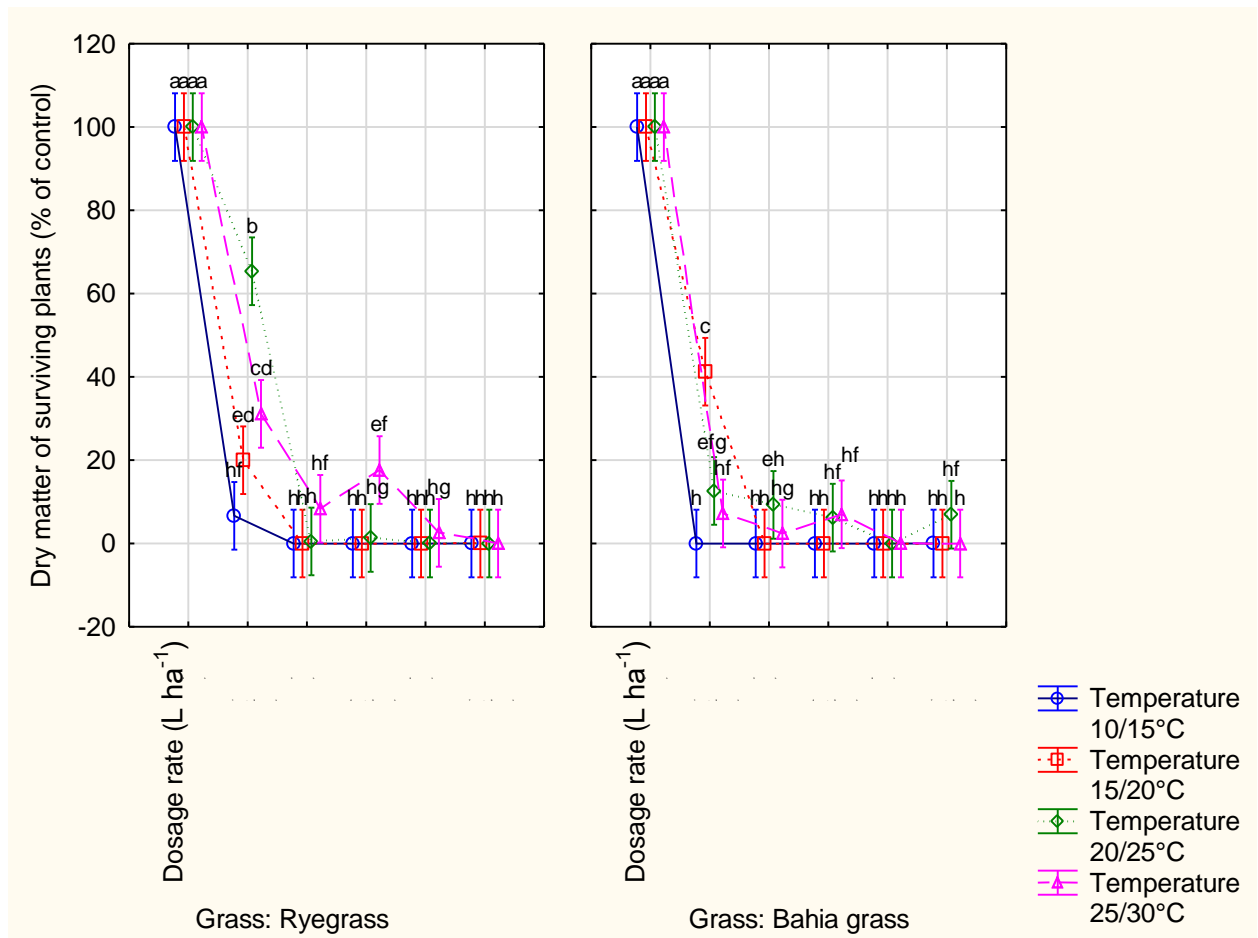 120
100
80
60
40
20
0
-20
Dry matter of surviving plants (% of control)
aaaa
b
cd
ed
hf
hf
ef
hhh
hh
hg
hhh
hg
hhhh
aaaa
c
efg
hf
h
eh
hg
hh
hf
hf
hh
hhhh
hf
hh
h
Dosage rate (L ha⁻¹)
Dosage rate (L ha⁻¹)
Grass: Ryegrass
Grass: Bahia grass
Temperature
10/15°C
Temperature
15/20°C
Temperature
20/25°C
Temperature
25/30°C